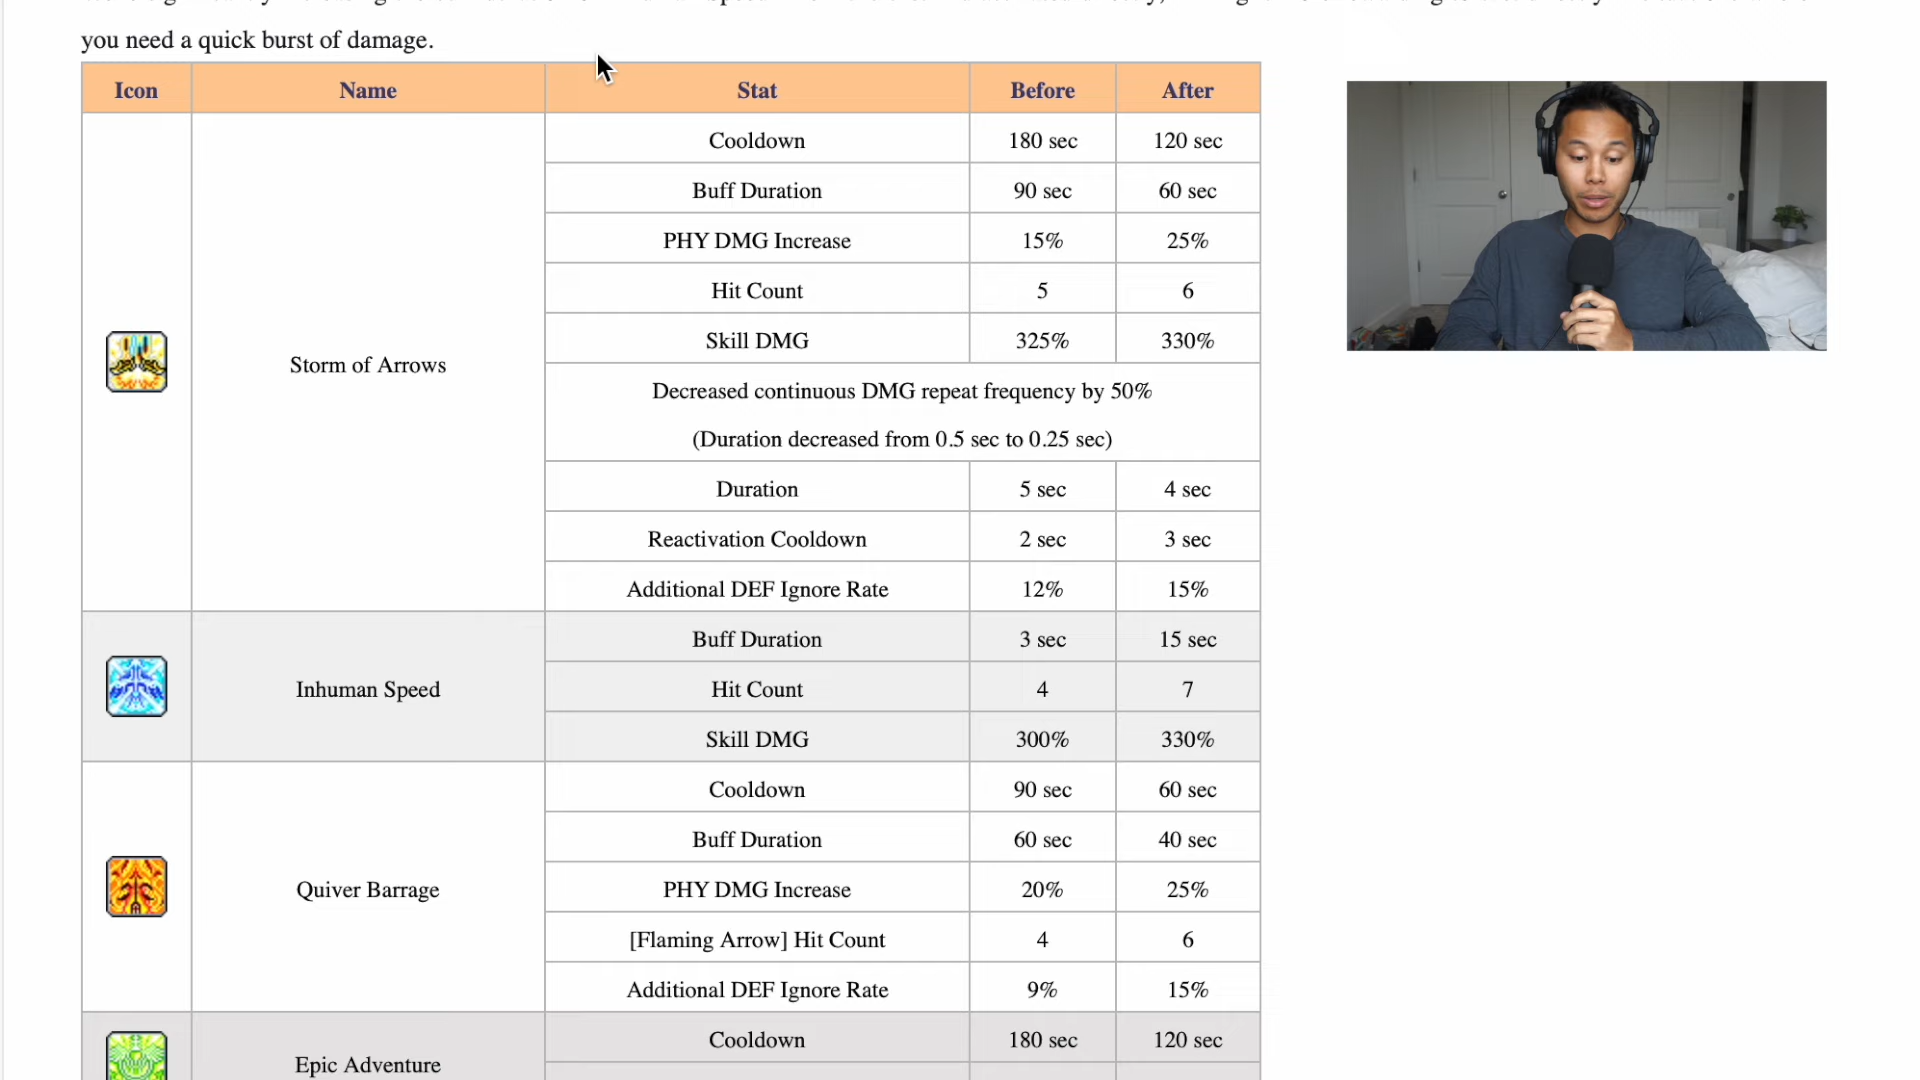 you need a quick burst of damage.
Icon Name Stat Before After
Storm of Arrows
Cooldown 180 sec 120 sec
Buff Duration 90 sec 60 sec
PHY DMG Increase 15% 25%
Hit Count 5 6
Skill DMG 325% 330%
Decreased continuous DMG repeat frequency by 50%
(Duration decreased from 0.5 sec to 0.25 sec)
Duration 5 sec 4 sec
Reactivation Cooldown 2 sec 3 sec
Additional DEF Ignore Rate 12% 15%
Inhuman Speed
Buff Duration 3 sec 15 sec
Hit Count 4 7
Skill DMG 300% 330%
Quiver Barrage
Cooldown 90 sec 60 sec
Buff Duration 60 sec 40 sec
PHY DMG Increase 20% 25%
[Flaming Arrow] Hit Count 4 6
Additional DEF Ignore Rate 9% 15%
Epic Adventure
Cooldown 180 sec 120 sec